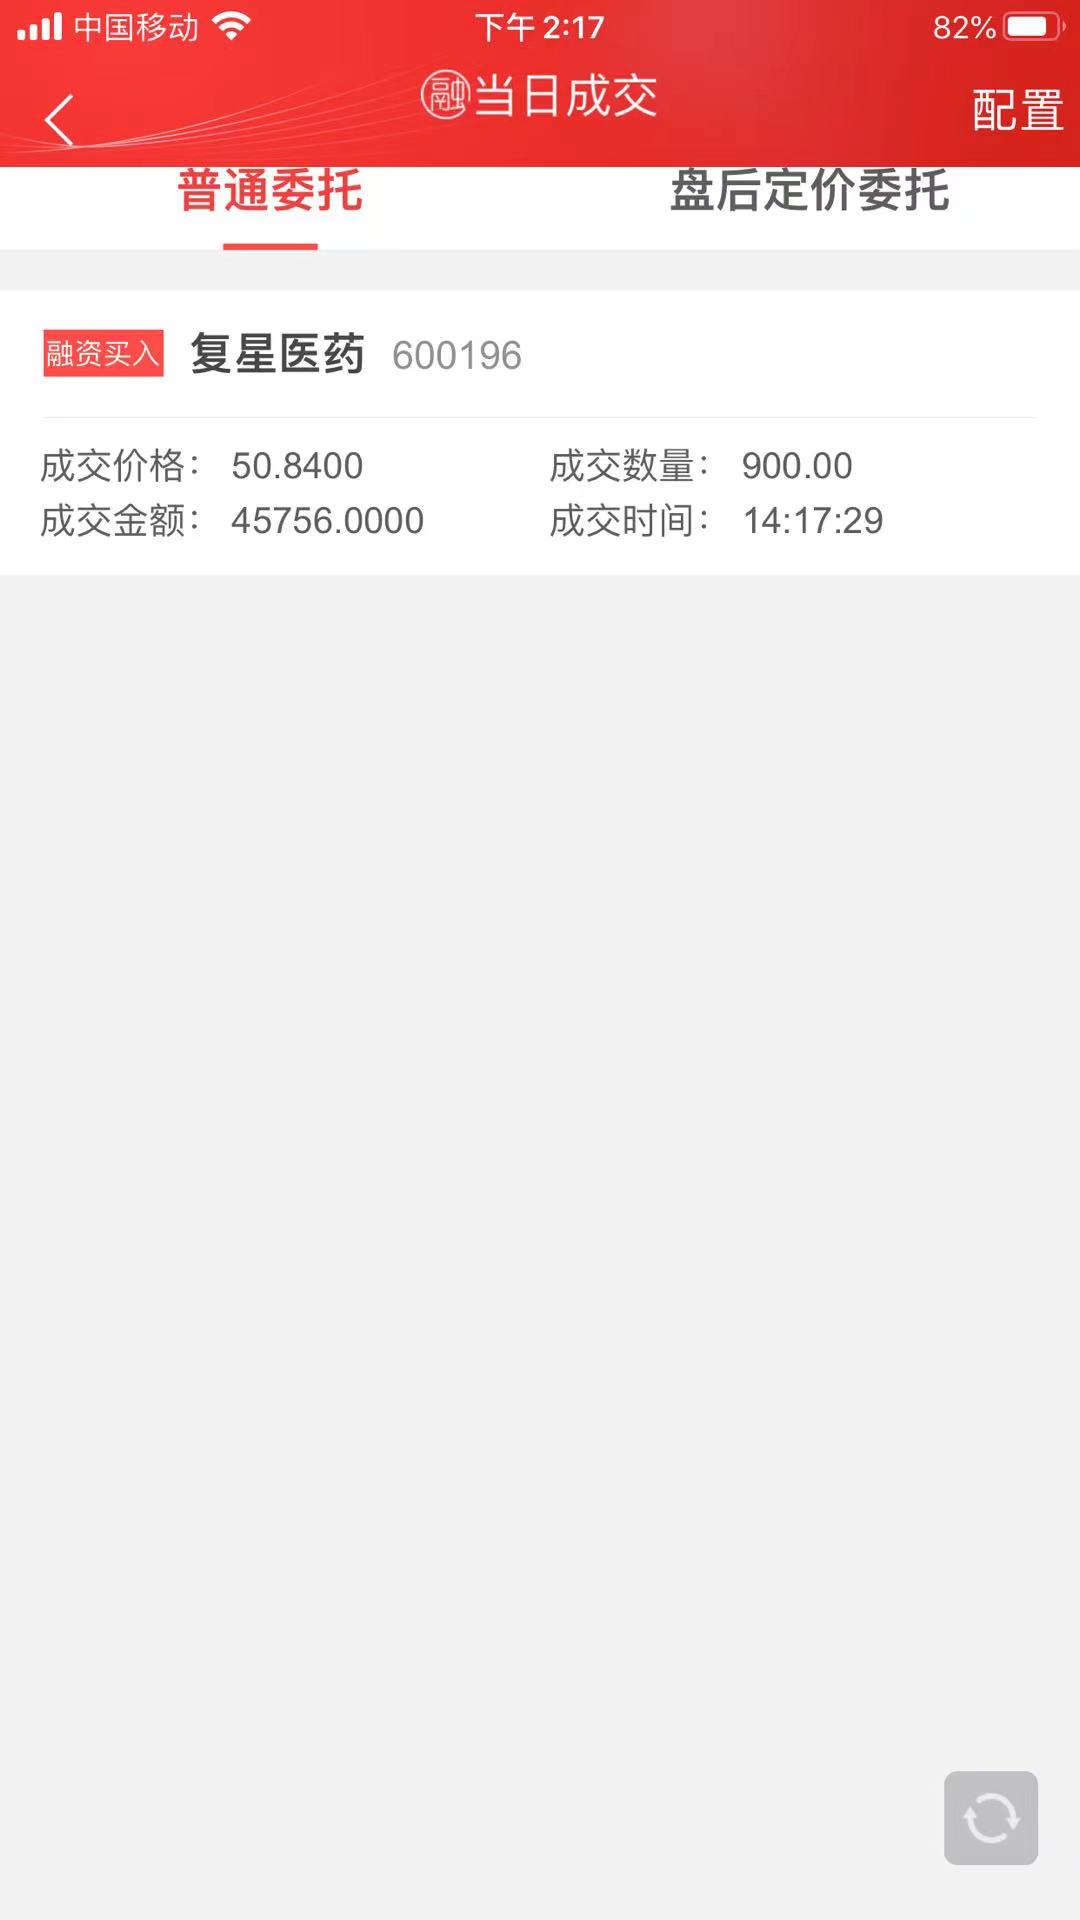 中国移动 下午 2:17 82%
融当日成交 配置
普通委托 盘后定价委托
融资买入 复星医药 600196
成交价格： 50.8400 成交数量： 900.00
成交金额： 45756.0000 成交时间： 14:17:29